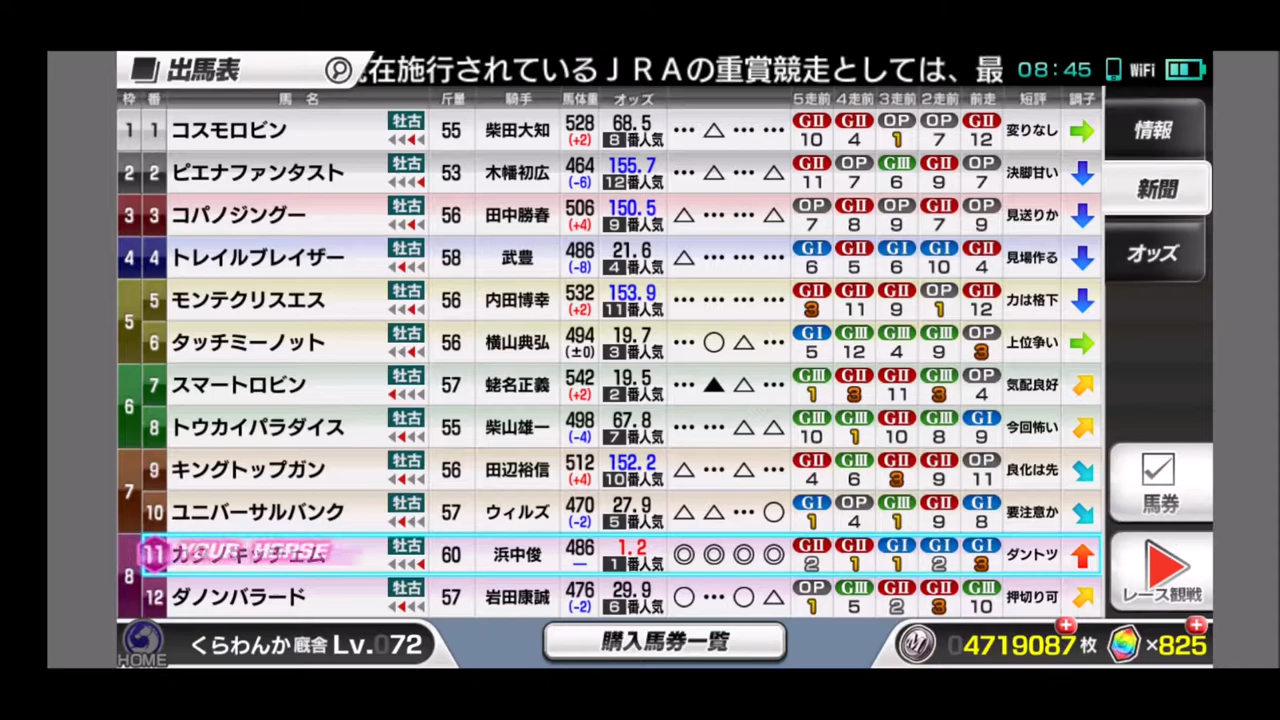 出馬表 在施行されているJRAの重賞競走としては、最 08:45 WiFi
枠 番 馬名 斤量 騎手 馬体重 オッズ 5走前 4走前 3走前 2走前 前走 短評 調子
1 1 コスモロビン 牡古 55 柴田大知 528 (+2) 68.5 8番人気 … △ … … GII 10 GII 4 OP 1 OP 7 GII 12 変りなし
2 2 ピエナファンタスト 牡古 53 木幡初広 464 (-6) 155.7 12番人気 … △ … △ GII 11 OP 7 GIII 6 GII 9 OP 7 決脚甘い
3 3 コパノジングー 牡古 56 田中勝春 506 (+4) 150.5 9番人気 △ … … △ OP 7 GII 8 OP 9 GII 7 OP 9 見送りか
4 4 トレイルブレイザー 牡古 58 武豊 486 (-8) 21.6 4番人気 △ … … … GI 6 GII 5 GI 6 GI 10 GII 4 見場作る
5 5 モンテクリスエス 牡古 56 内田博幸 532 (+2) 153.9 11番人気 … … … … GII 3 GII 11 GII 9 OP 1 GII 12 力は格下
6 タッチミーノット 牡古 56 横山典弘 494 (±0) 19.7 3番人気 … ○ △ … GI 5 GIII 12 GIII 4 GIII 9 OP 3 上位争い
6 7 スマートロビン 牡古 57 蛯名正義 542 (+2) 19.5 2番人気 … ▲ △ … GIII 1 GII 3 GII 11 GII 3 OP 4 気配良好
8 トウカイパラダイス 牡古 55 柴山雄一 498 (-4) 67.8 7番人気 … … △ △ GIII 10 GIII 1 GII 10 GIII 8 GI 9 今回怖い
7 9 キングトップガン 牡古 56 田辺裕信 512 (+4) 152.2 10番人気 △ … △ … GII 4 GIII 6 GII 3 GII 9 OP 11 良化は先
10 ユニバーサルバンク 牡古 57 ウィルズ 470 (-2) 27.9 5番人気 △ △ … ○ GI 1 OP 4 GIII 1 GII 9 GI 8 要注意か
8 11 YOUR HORSE 牡古 60 浜中俊 486 — 1.2 1番人気 ◎ ◎ ◎ ◎ GII 2 GII 1 GI 1 GI 2 GII 3 ダントツ
12 ダノンバラード 牡古 57 岩田康誠 476 (-2) 29.9 6番人気 ○ … ○ △ OP 1 GIII 5 GIII 2 GII 3 GIII 10 押切り可
情報
新聞
オッズ
馬券
レース観戦
HOME くらわんか厩舎 Lv.072 購入馬券一覧 04719087枚 ×825